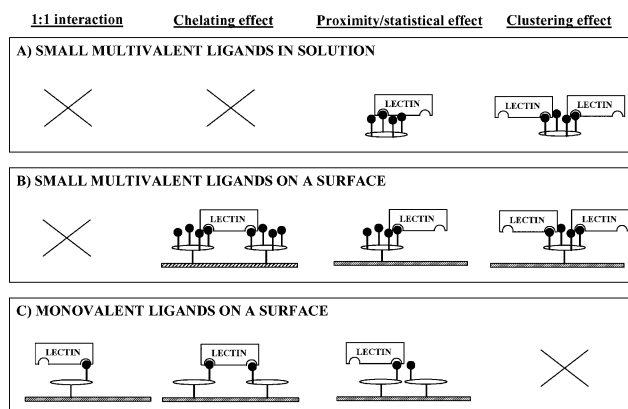 1:1 interaction Chelating effect Proximity/statistical effect Clustering effect
A) SMALL MULTIVALENT LIGANDS IN SOLUTION
LECTIN LECTIN LECTIN
B) SMALL MULTIVALENT LIGANDS ON A SURFACE
LECTIN LECTIN LECTIN LECTIN
C) MONOVALENT LIGANDS ON A SURFACE
LECTIN LECTIN LECTIN